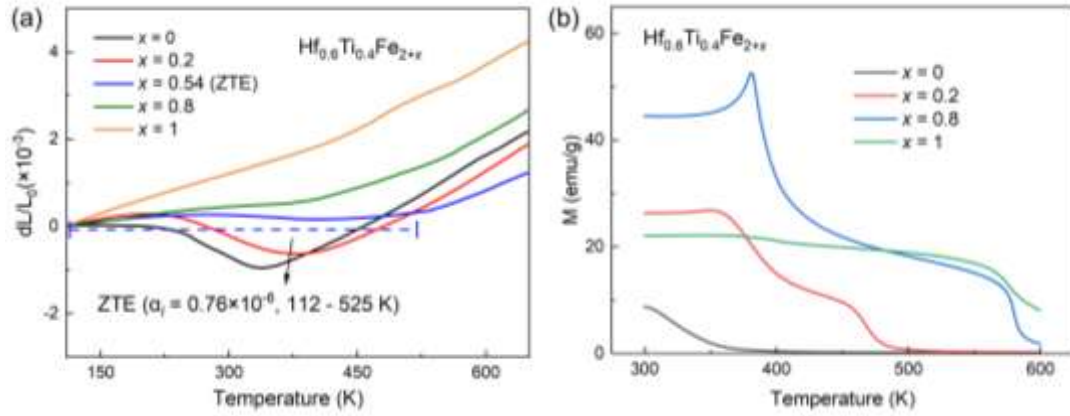 (a)
Hf0.6Ti0.4Fe2+x
x = 0
x = 0.2
x = 0.54 (ZTE)
x = 0.8
x = 1
dL/L0(×10-3)
4
2
0
-2
ZTE (αl = 0.76×10-6, 112 - 525 K)
150
300
450
600
Temperature (K)
(b)
Hf0.6Ti0.4Fe2+x
x = 0
x = 0.2
x = 0.8
x = 1
M (emu/g)
60
40
20
0
300
400
500
600
Temperature (K)